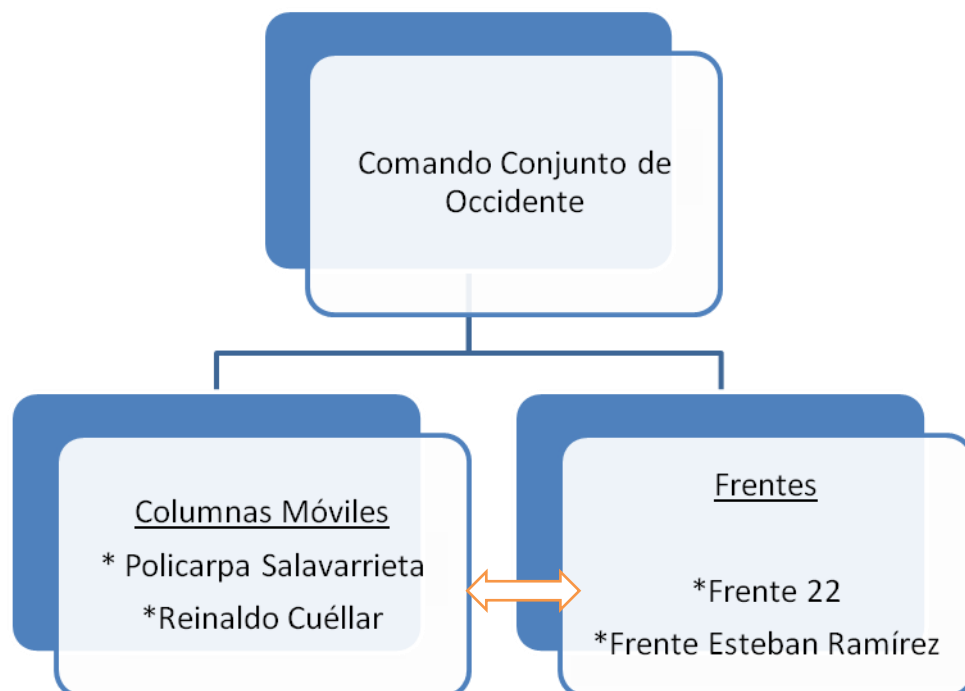 Comando Conjunto de
Occidente
Columnas Móviles
* Policarpa Salavarrieta
*Reinaldo Cuéllar
Frentes
*Frente 22
*Frente Esteban Ramírez